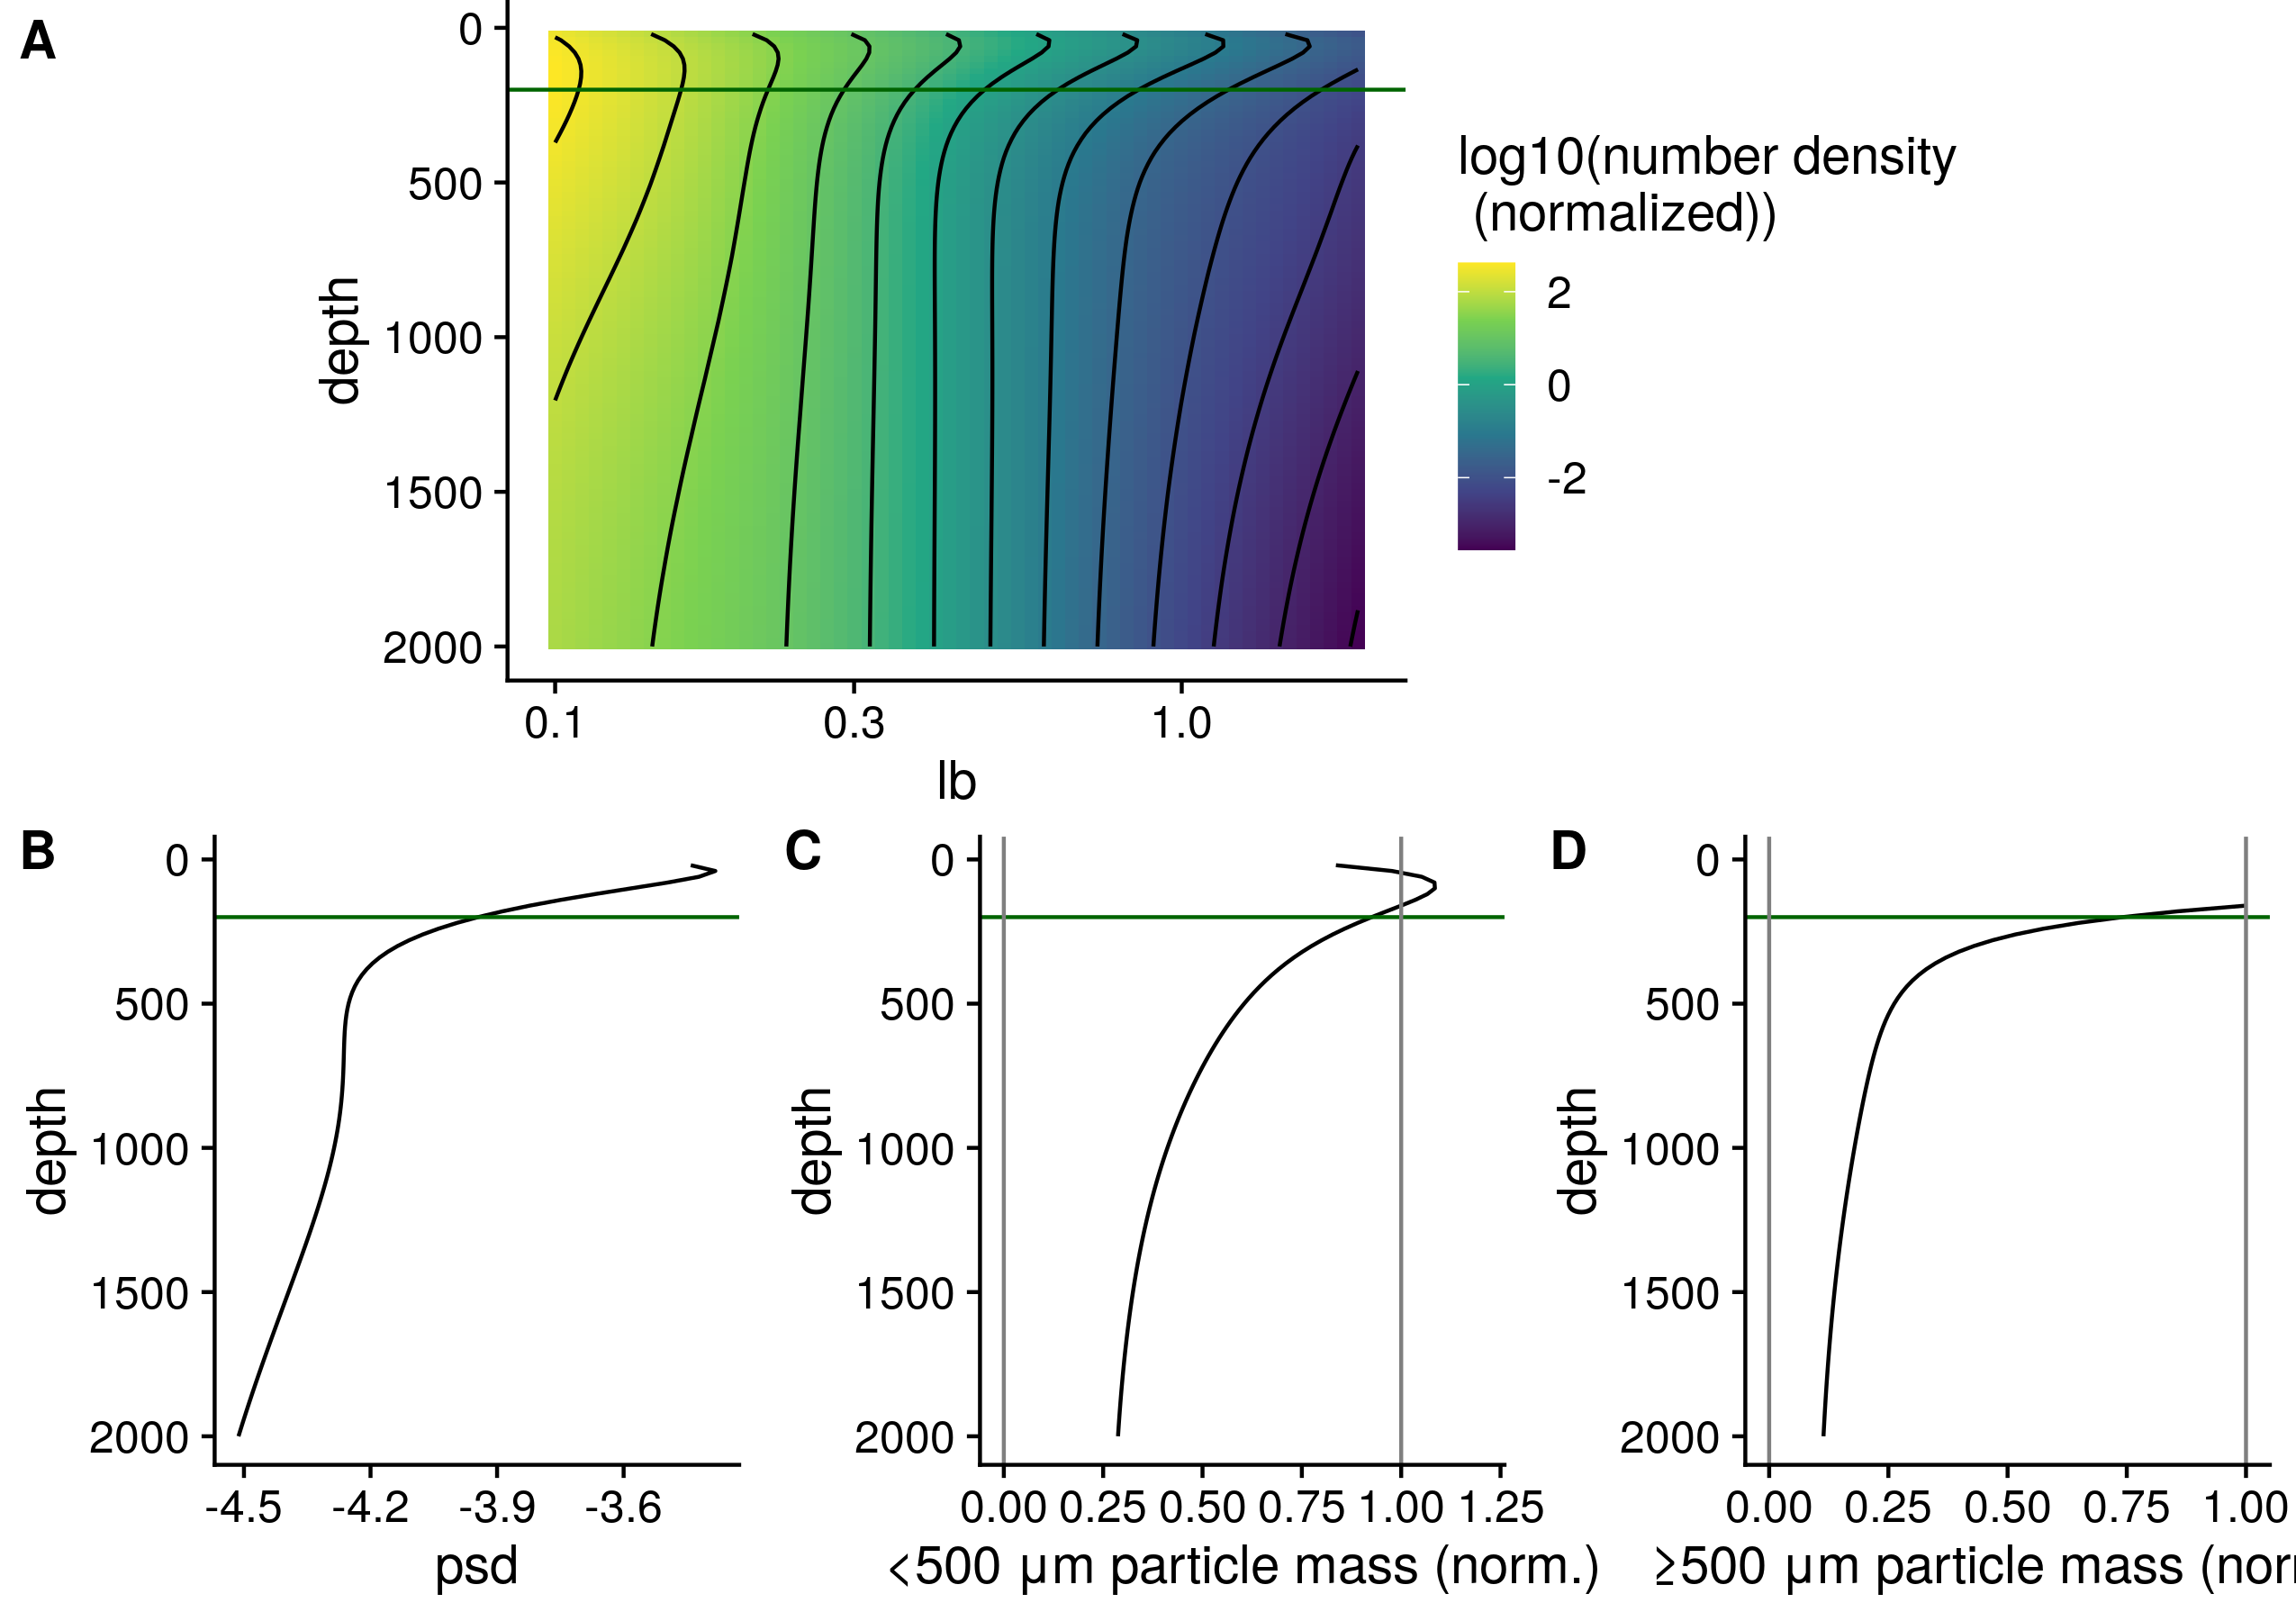 A
0
500
1000
1500
2000
depth
0.1 0.3 1.0
lb
log10(number density
(normalized))
2
0
-2
B
0
500
1000
1500
2000
depth
-4.5 -4.2 -3.9 -3.6
psd
C
0
500
1000
1500
2000
depth
0.00 0.25 0.50 0.75 1.00 1.25
<500 µm particle mass (norm.)
D
0
500
1000
1500
2000
depth
0.00 0.25 0.50 0.75 1.00
≥500 µm particle mass (nor